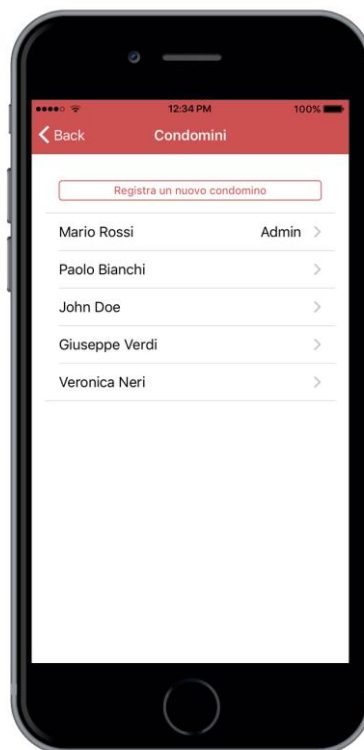 12:34 PM
100%
Back
Condomini
Registra un nuovo condomino
Mario Rossi
Admin
Paolo Bianchi
John Doe
Giuseppe Verdi
Veronica Neri